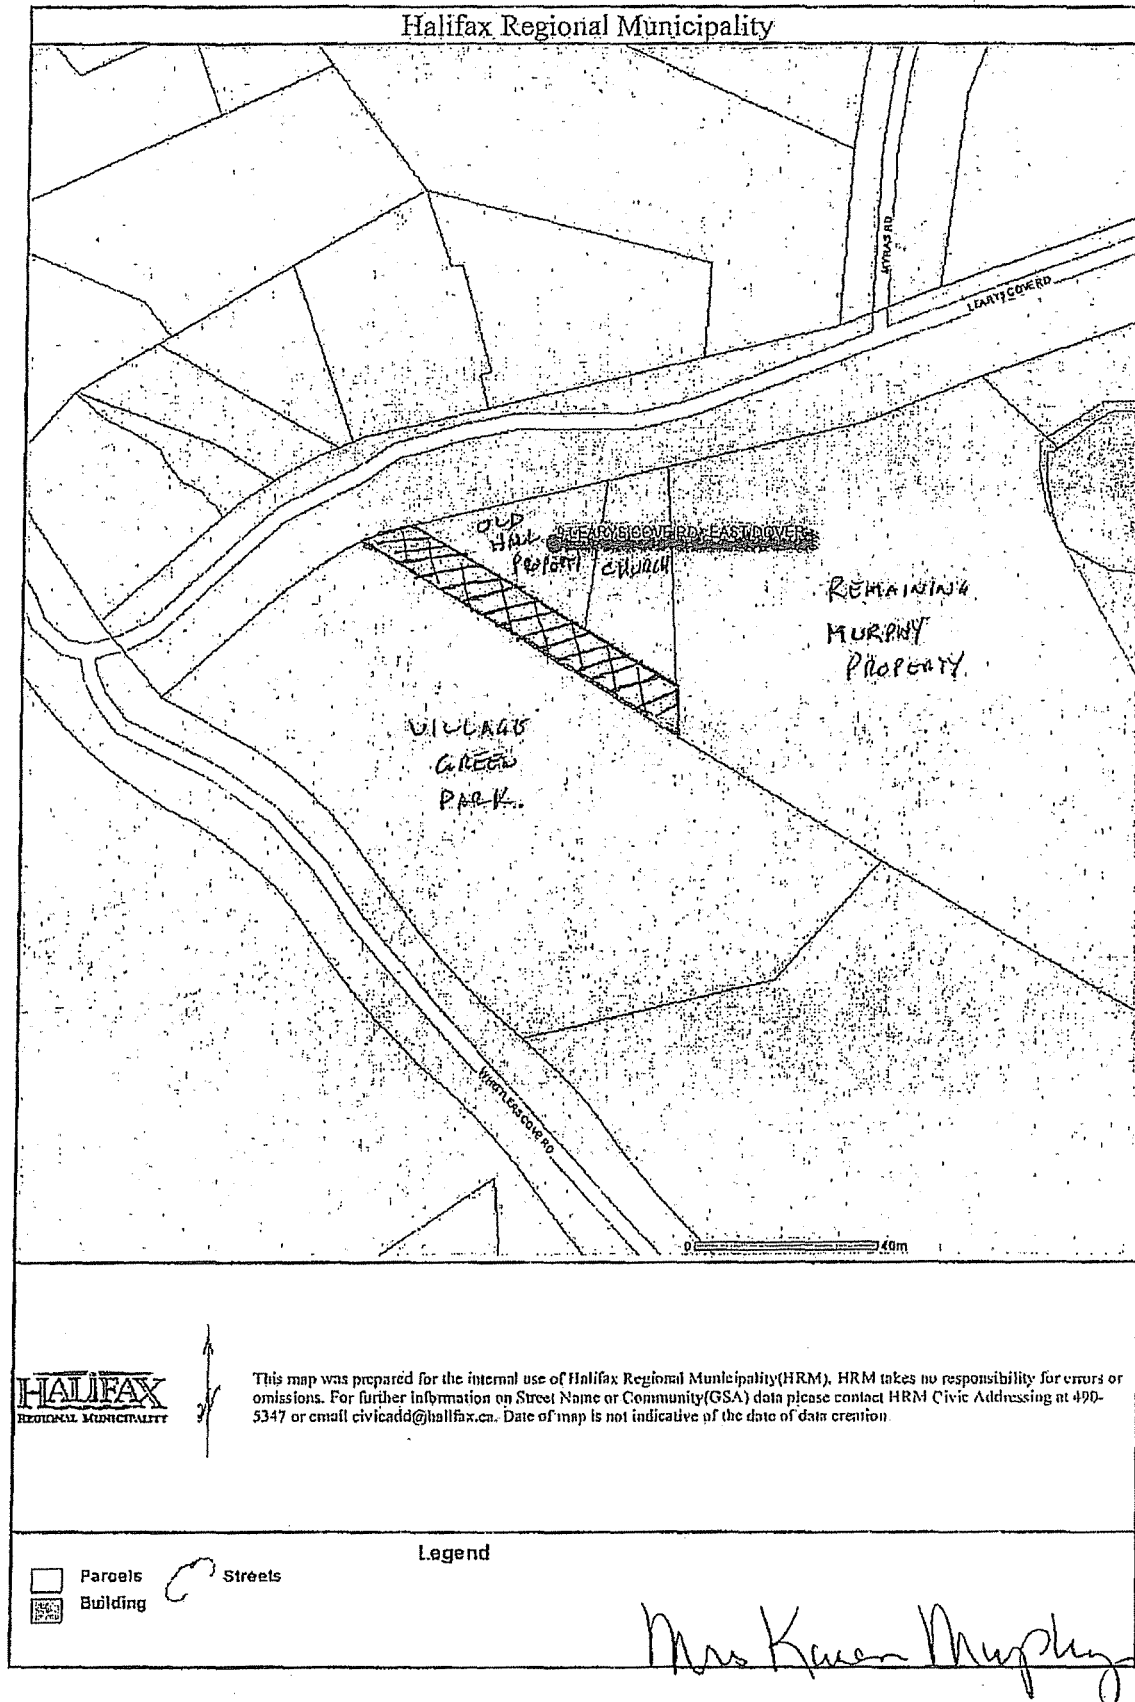 Halifax Regional Municipality
MYRAS RD
LEARYS COVE RD
OLD
HALL
PROPERTY
LEARYS COVE RD, EAST DOVER
CHURCH
REMAINING
MURPHY
PROPERTY.
VILLAGE
GREEN
PARK.
0 40m
HALIFAX
REGIONAL MUNICIPALITY
N
This map was prepared for the internal use of Halifax Regional Municipality(HRM). HRM takes no responsibility for errors or
omissions. For further information on Street Name or Community(GSA) data please contact HRM Civic Addressing at 490-
5347 or email civicadd@halifax.ca. Date of map is not indicative of the date of data creation.
Legend
Parcels
Streets
Building
Mrs Karen Murphy